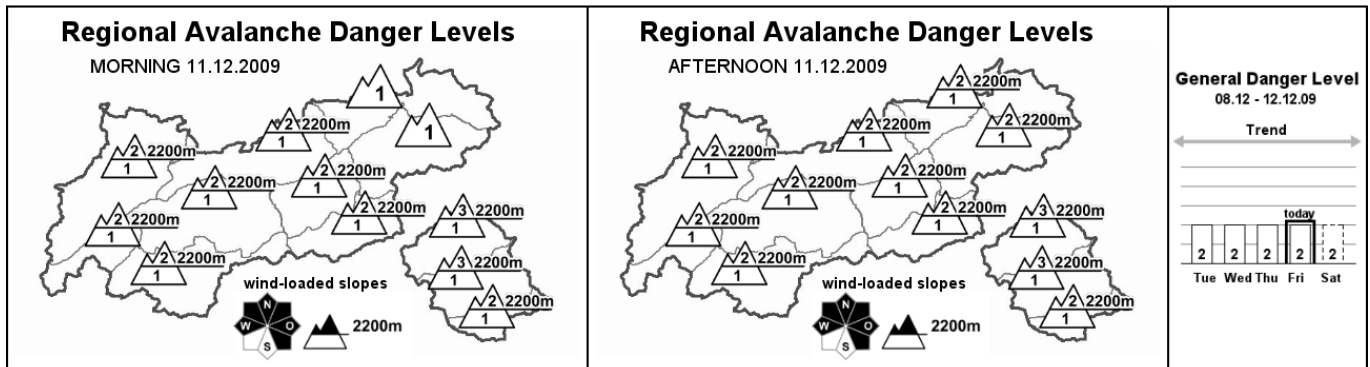 Regional Avalanche Danger Levels
MORNING 11.12.2009
1
2 2200m
1
1
2 2200m
1
2 2200m
1
2 2200m
1
2 2200m
1
3 2200m
1
2 2200m
1
2 2200m
1
3 2200m
1
2 2200m
1
wind-loaded slopes
N
W O
S
2200m
Regional Avalanche Danger Levels
AFTERNOON 11.12.2009
2 2200m
1
2 2200m
1
2 2200m
1
2 2200m
1
2 2200m
1
2 2200m
1
2 2200m
1
3 2200m
1
2 2200m
1
2 2200m
1
3 2200m
1
2 2200m
1
wind-loaded slopes
N
W O
S
2200m
General Danger Level
08.12 - 12.12.09
Trend
today
2 2 2 2 2
Tue Wed Thu Fri Sat